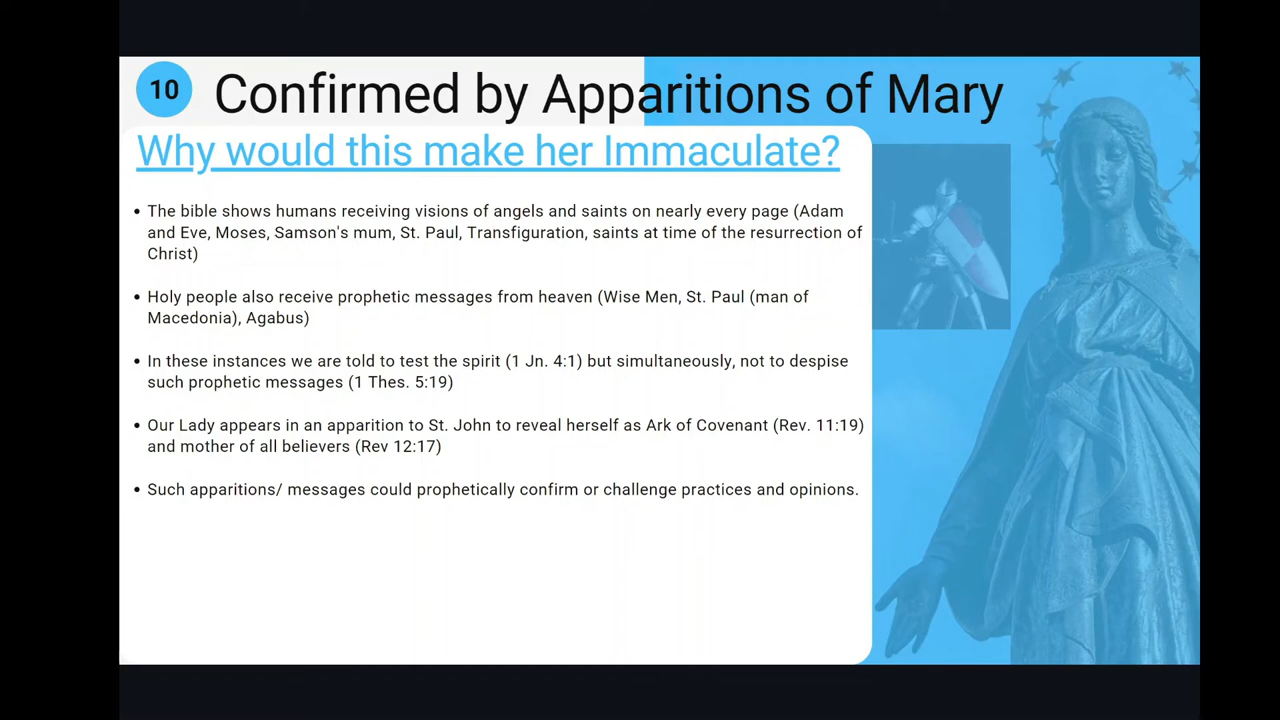 10
Confirmed by Apparitions of Mary
Why would this make her Immaculate?
• The bible shows humans receiving visions of angels and saints on nearly every page (Adam
and Eve, Moses, Samson's mum, St. Paul, Transfiguration, saints at time of the resurrection of
Christ)
• Holy people also receive prophetic messages from heaven (Wise Men, St. Paul (man of
Macedonia), Agabus)
• In these instances we are told to test the spirit (1 Jn. 4:1) but simultaneously, not to despise
such prophetic messages (1 Thes. 5:19)
• Our Lady appears in an apparition to St. John to reveal herself as Ark of Covenant (Rev. 11:19)
and mother of all believers (Rev 12:17)
• Such apparitions/ messages could prophetically confirm or challenge practices and opinions.